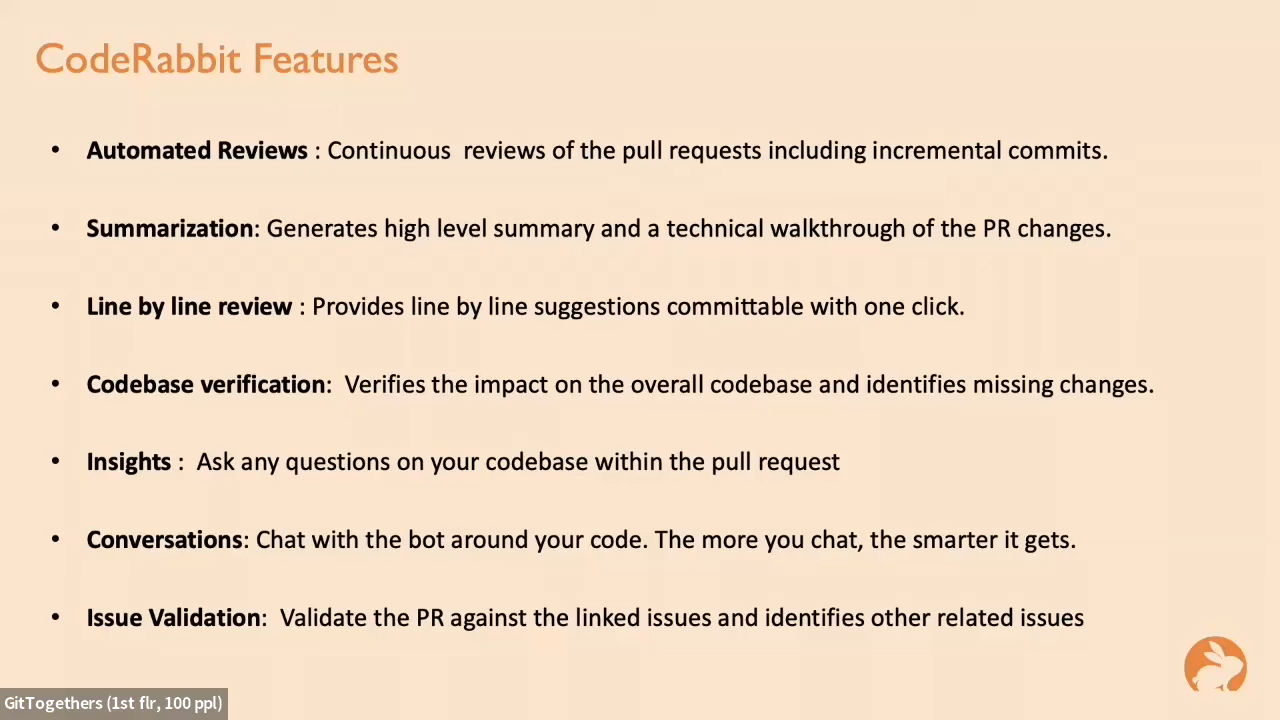 CodeRabbit Features
• Automated Reviews : Continuous  reviews of the pull requests including incremental commits.
• Summarization: Generates high level summary and a technical walkthrough of the PR changes.
• Line by line review : Provides line by line suggestions committable with one click.
• Codebase verification:  Verifies the impact on the overall codebase and identifies missing changes.
• Insights :  Ask any questions on your codebase within the pull request
• Conversations: Chat with the bot around your code. The more you chat, the smarter it gets.
• Issue Validation:  Validate the PR against the linked issues and identifies other related issues
GitTogethers (1st flr, 100 ppl)